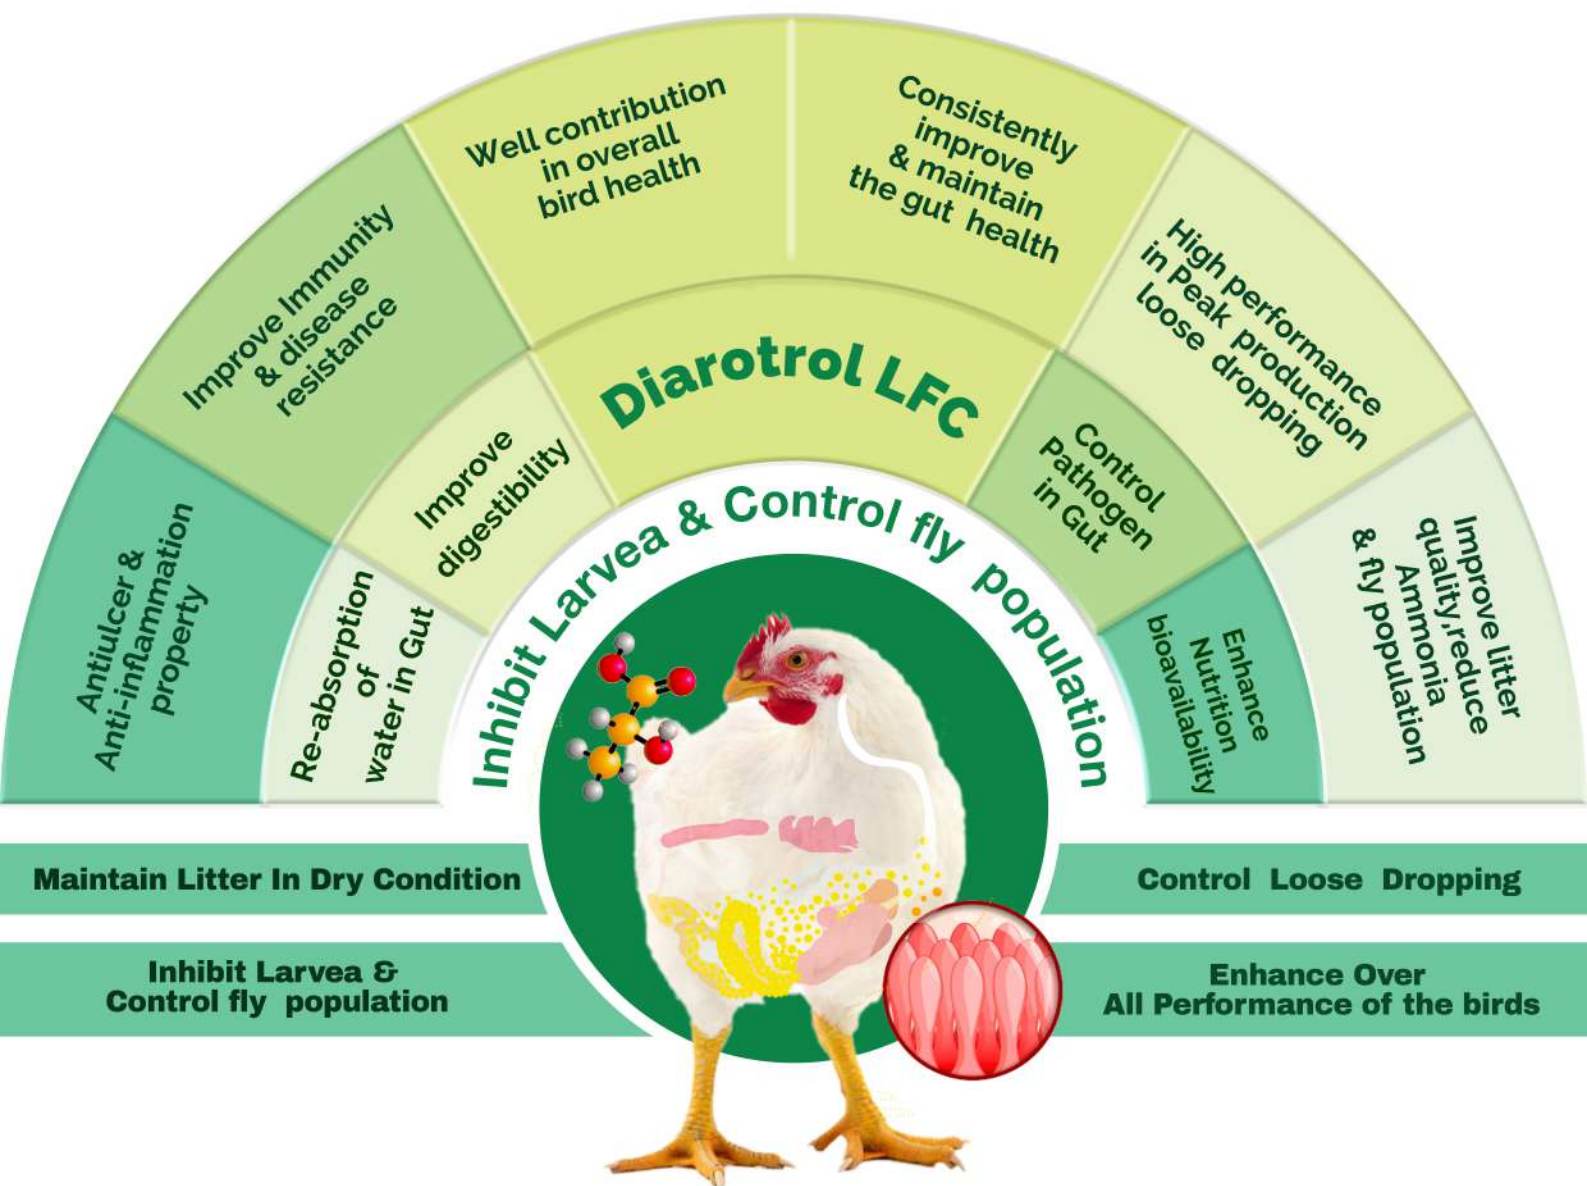 Well contribution
in overall
bird health
Consistently
improve
& maintain
the gut health
Improve Immunity
& disease
resistance
High performance
in Peak production
loose dropping
Antiulcer &
Anti-inflammation
property
Improve litter
quality,reduce
Ammonia
& fly population
Diarotrol LFC
Improve
digestibility
Control
Pathogen
in Gut
Re-absorption
of
water in Gut
Enhance
Nutrition
bioavailability
Inhibit Larvea & Control fly population
Maintain Litter In Dry Condition
Control Loose Dropping
Inhibit Larvea &
Control fly population
Enhance Over
All Performance of the birds